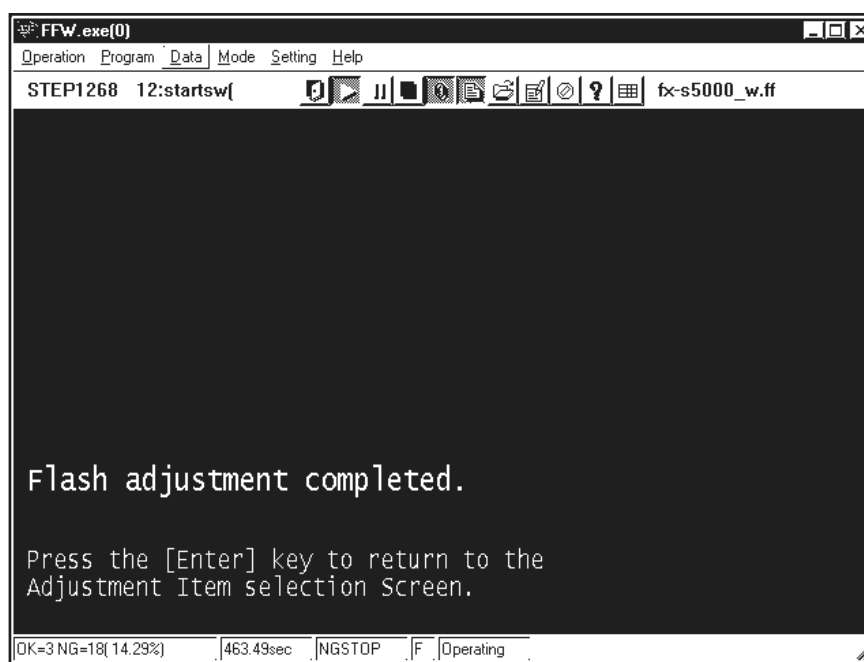 FFW.exe(0)
Operation Program Data Mode Setting Help
STEP1268 12:startsw( fx-s5000_w.ff
Flash adjustment completed.
Press the [Enter] key to return to the
Adjustment Item selection Screen.
OK=3 NG=18( 14.29%) 463.49sec NGSTOP F Operating